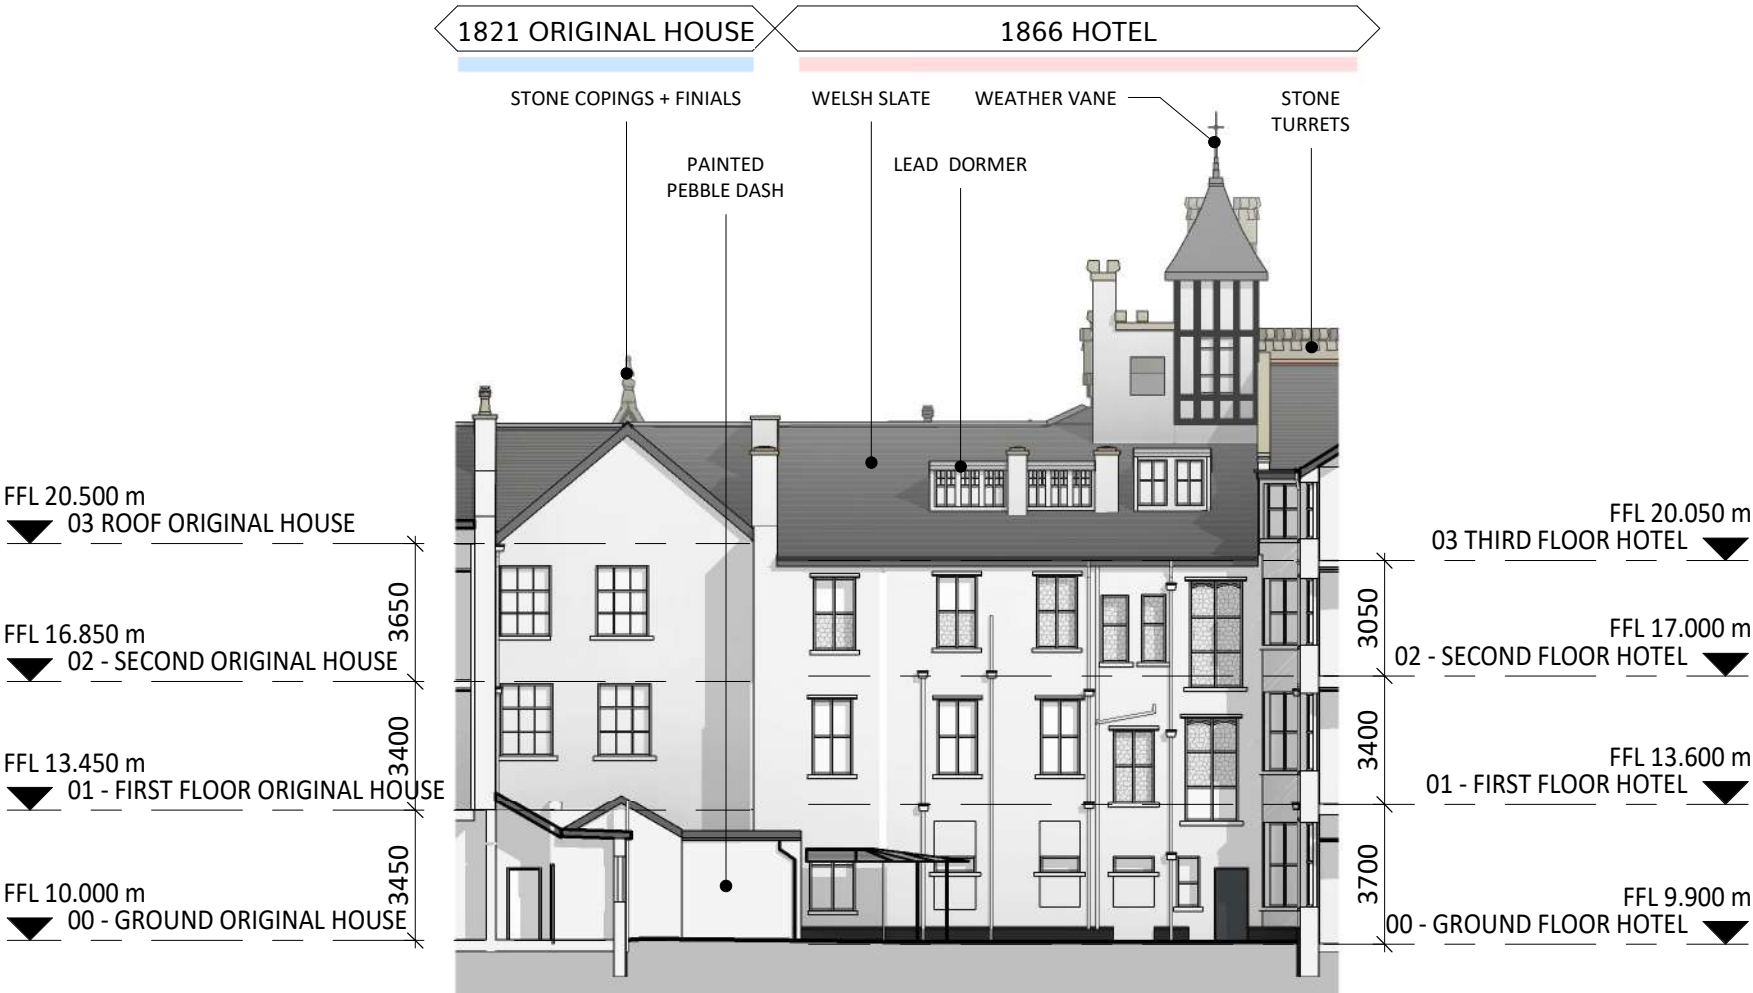 1821 ORIGINAL HOUSE
1866 HOTEL
STONE COPINGS + FINIALS
WELSH SLATE
WEATHER VANE
STONE
TURRETS
PAINTED
PEBBLE DASH
LEAD DORMER
FFL 20.500 m
03 ROOF ORIGINAL HOUSE
3650
FFL 16.850 m
02 - SECOND ORIGINAL HOUSE
3400
FFL 13.450 m
01 - FIRST FLOOR ORIGINAL HOUSE
3450
FFL 10.000 m
00 - GROUND ORIGINAL HOUSE
FFL 20.050 m
03 THIRD FLOOR HOTEL
3050
FFL 17.000 m
02 - SECOND FLOOR HOTEL
3400
FFL 13.600 m
01 - FIRST FLOOR HOTEL
3700
FFL 9.900 m
00 - GROUND FLOOR HOTEL